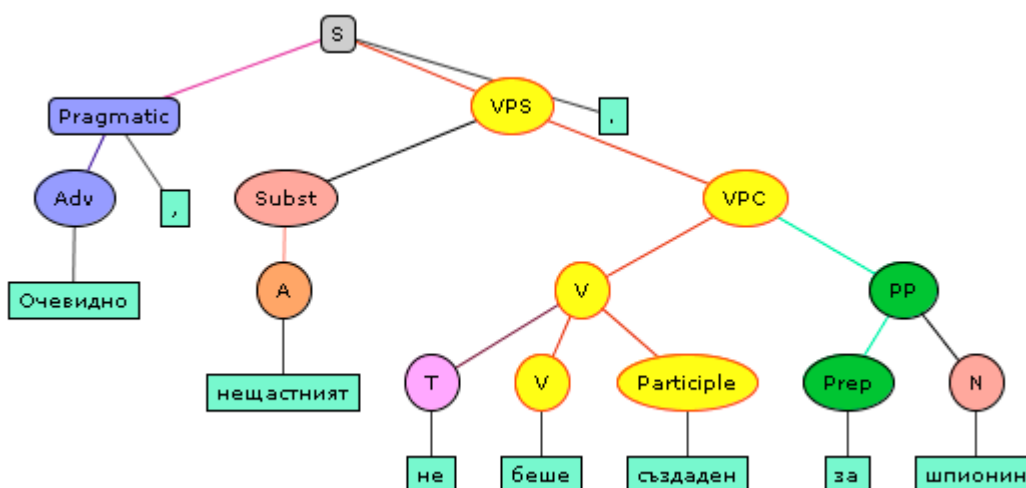 S
Pragmatic
VPS
.
Adv
,
Subst
VPC
Очевидно
A
V
PP
нещастният
T
V
Participle
Prep
N
не
беше
създаден
за
шпионин